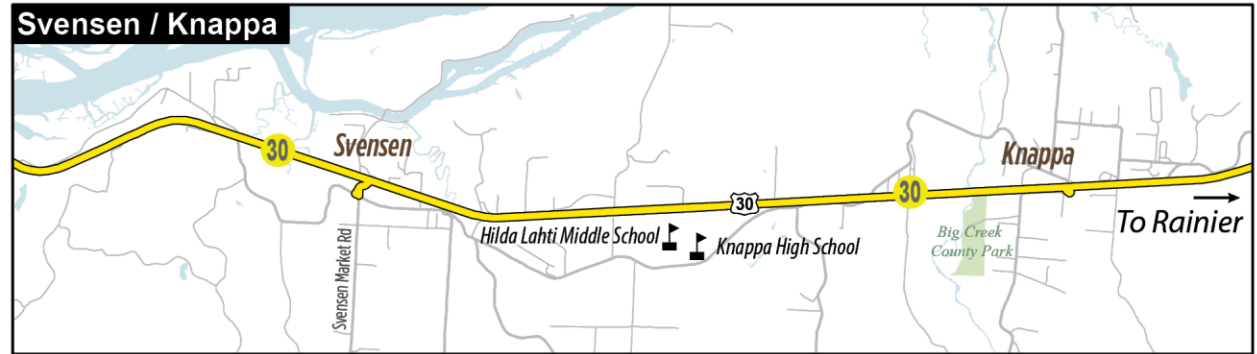 Svensen / Knappa
30
Svensen
Svensen Market Rd
Hilda Lahti Middle School
Knappa High School
30
30
Knappa
Big Creek
County Park
To Rainier